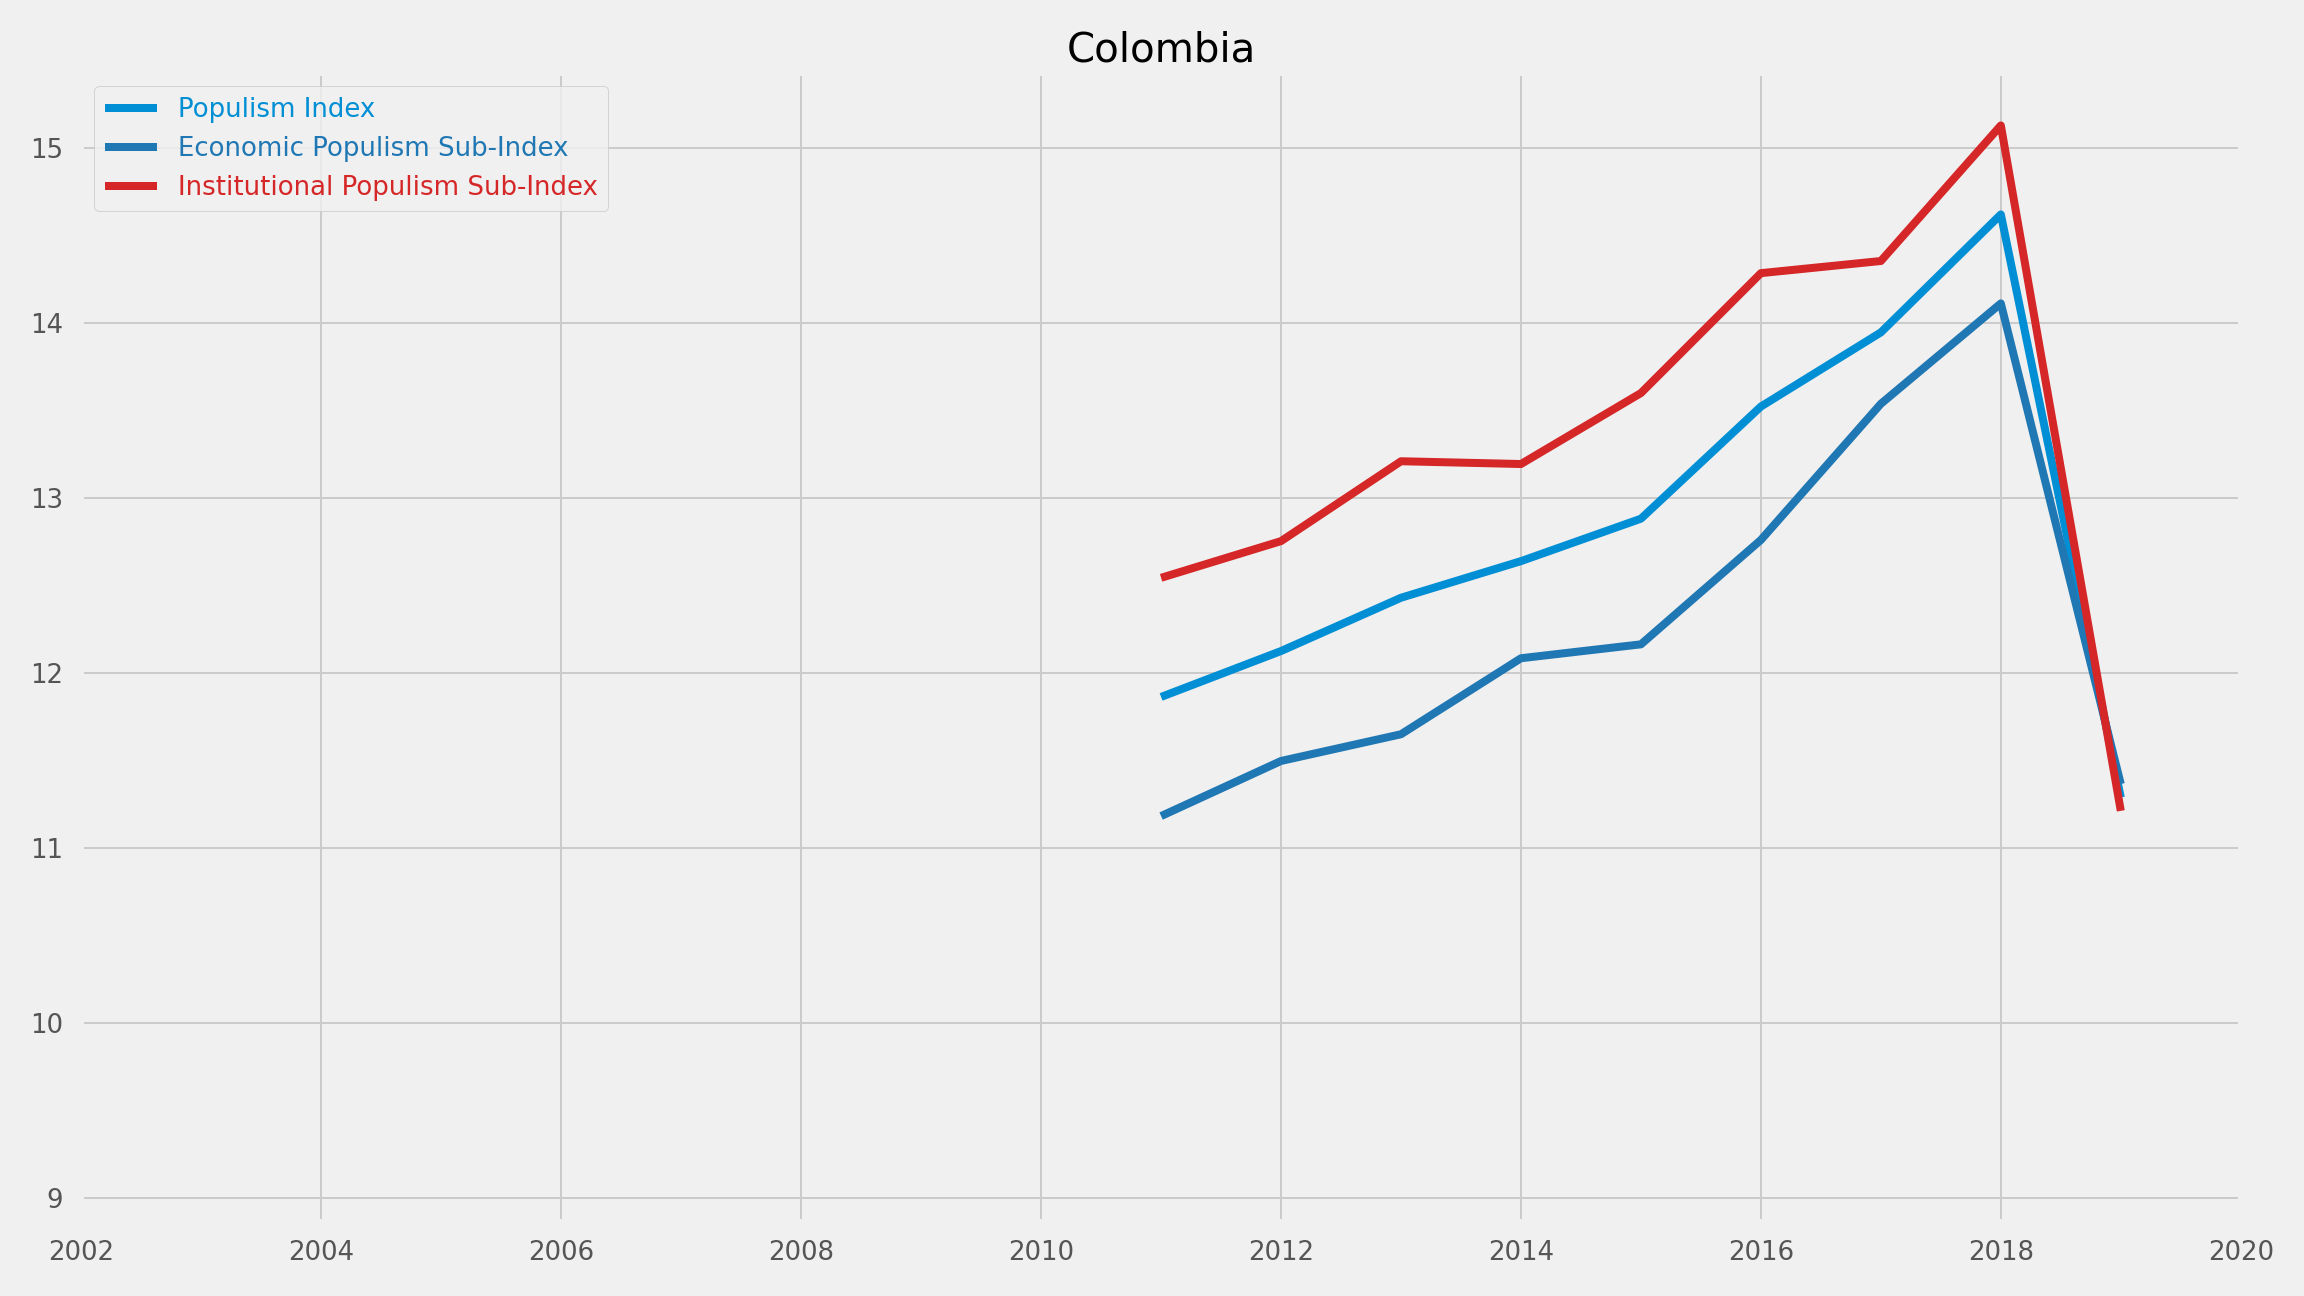 Colombia
Populism Index
Economic Populism Sub-Index
Institutional Populism Sub-Index
15
14
13
12
11
10
9
2002 2004 2006 2008 2010 2012 2014 2016 2018 2020